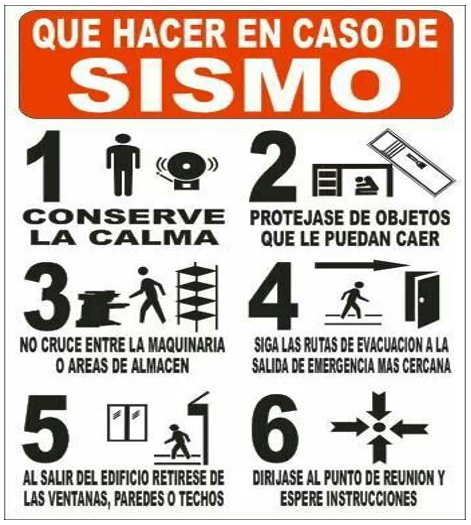 QUE HACER EN CASO DE
SISMO
1
CONSERVE
LA CALMA
2
PROTEJASE DE OBJETOS
QUE LE PUEDAN CAER
3
NO CRUCE ENTRE LA MAQUINARIA
O AREAS DE ALMACEN
4
SIGA LAS RUTAS DE EVACUACION A LA
SALIDA DE EMERGENCIA MAS CERCANA
5
AL SALIR DEL EDIFICIO RETIRESE DE
LAS VENTANAS, PAREDES O TECHOS
6
DIRIJASE AL PUNTO DE REUNION Y
ESPERE INSTRUCCIONES